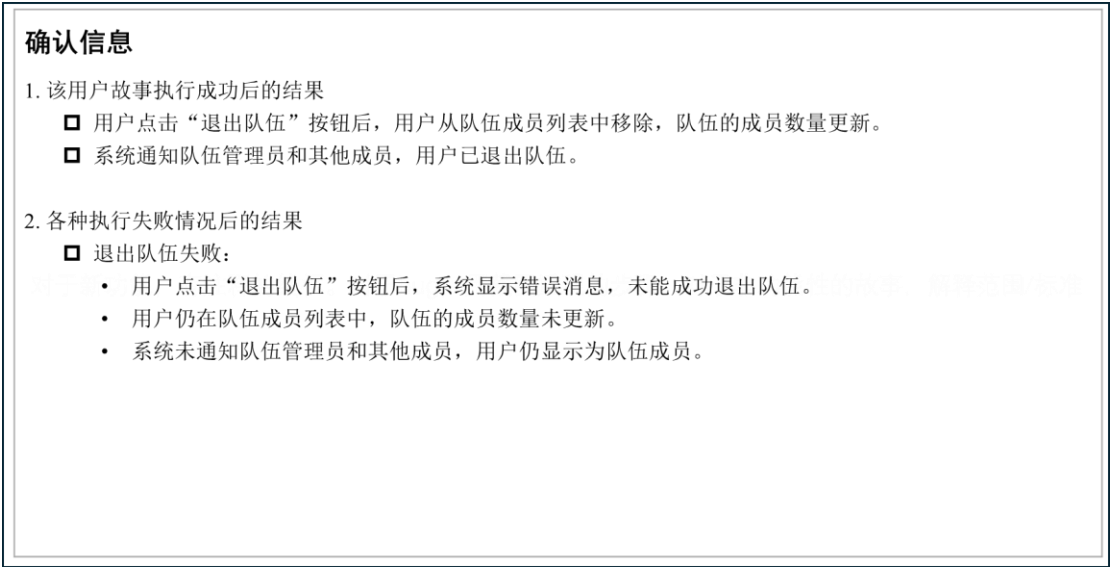 确认信息
1. 该用户故事执行成功后的结果
用户点击“退出队伍”按钮后，用户从队伍成员列表中移除，队伍的成员数量更新。
系统通知队伍管理员和其他成员，用户已退出队伍。
2. 各种执行失败情况后的结果
退出队伍失败：
• 用户点击“退出队伍”按钮后，系统显示错误消息，未能成功退出队伍。
• 用户仍在队伍成员列表中，队伍的成员数量未更新。
• 系统未通知队伍管理员和其他成员，用户仍显示为队伍成员。